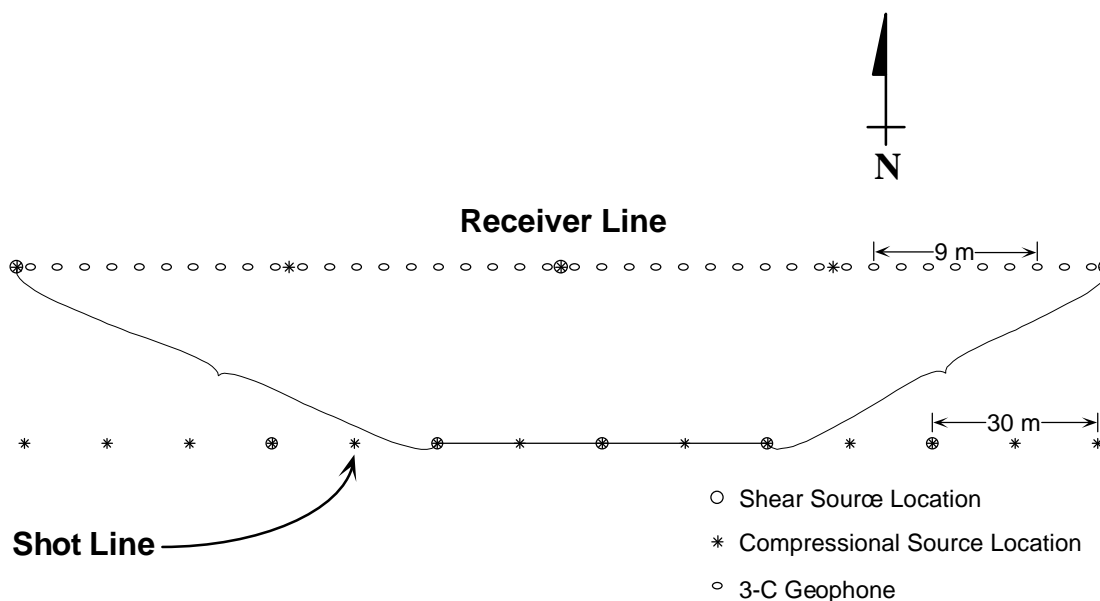 N
Receiver Line
9 m
30 m
Shear Source Location
Shot Line
Compressional Source Location
3-C Geophone